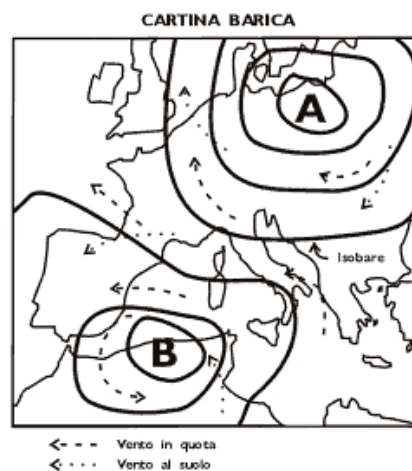 CARTINA BARICA
A
Isobare
B
Vento in quota
Vento al suolo